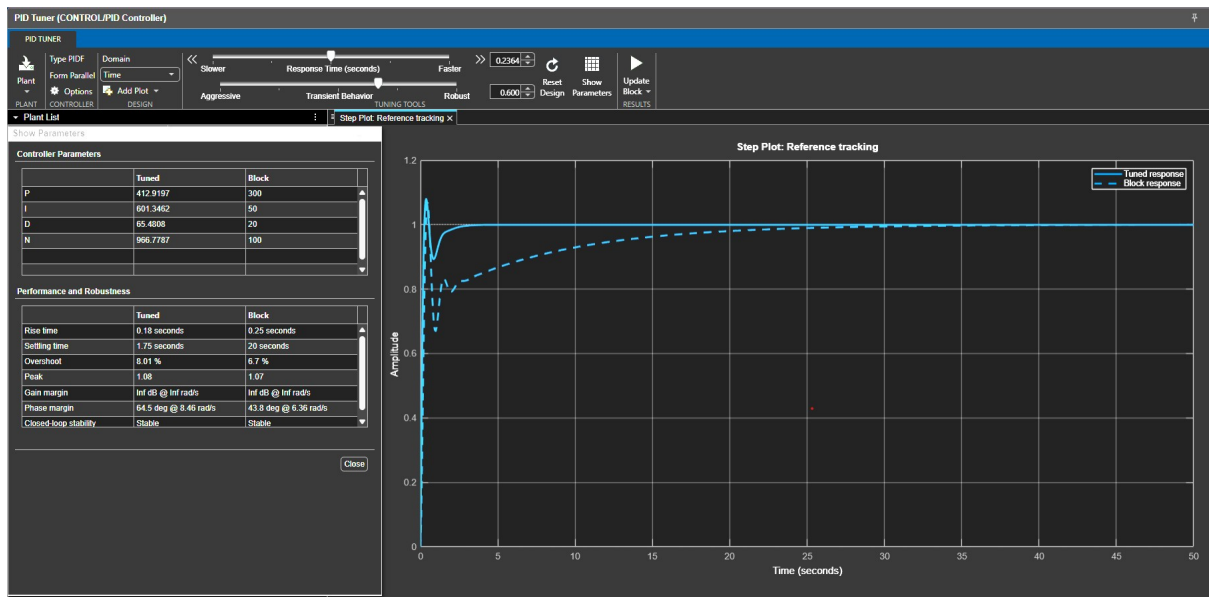 PID Tuner (CONTROL/PID Controller)
PID TUNER
Plant
PLANT
Type PIDF
Form Parallel
Options
CONTROLLER
Domain
Time
Add Plot
DESIGN
Slower Response Time (seconds) Faster 0.2364
Aggressive Transient Behavior Robust 0.600
TUNING TOOLS
Reset Design
Show Parameters
Update Block
RESULTS
Plant List
Step Plot: Reference tracking ×
Show Parameters
Controller Parameters
Tuned Block
P 412.9197 300
I 601.3462 50
D 65.4808 20
N 966.7787 100
Performance and Robustness
Tuned Block
Rise time 0.18 seconds 0.25 seconds
Settling time 1.75 seconds 20 seconds
Overshoot 8.01 % 6.7 %
Peak 1.08 1.07
Gain margin Inf dB @ Inf rad/s Inf dB @ Inf rad/s
Phase margin 64.5 deg @ 8.46 rad/s 43.8 deg @ 6.36 rad/s
Closed-loop stability Stable Stable
Close
Step Plot: Reference tracking
Tuned response
Block response
Amplitude
1.2
1
0.8
0.6
0.4
0.2
0
0 5 10 15 20 25 30 35 40 45 50
Time (seconds)